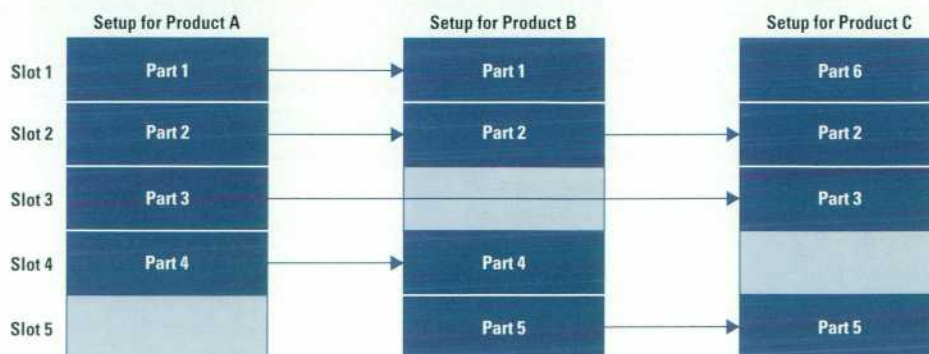 Setup for Product A Setup for Product B Setup for Product C
Slot 1 Part 1 Part 1 Part 6
Slot 2 Part 2 Part 2 Part 2
Slot 3 Part 3 Part 3
Slot 4 Part 4 Part 4
Slot 5 Part 5 Part 5